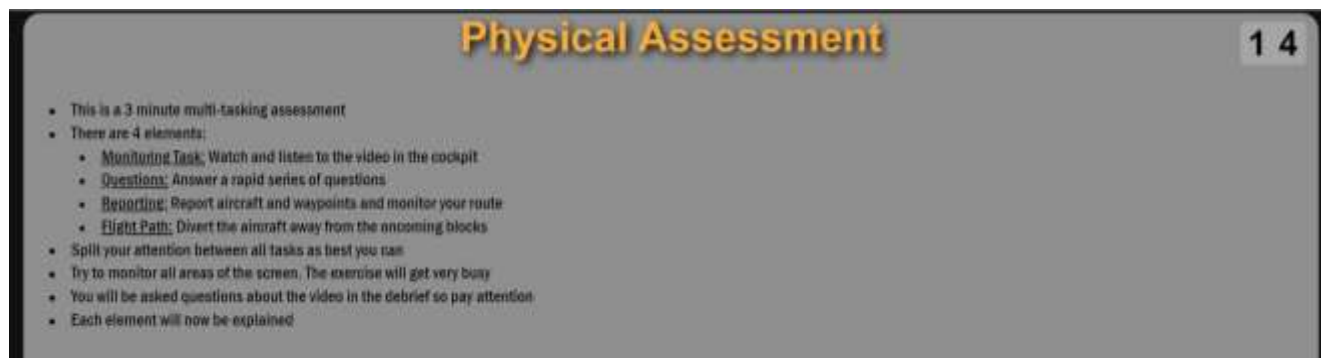 Physical Assessment
1 4
This is a 3 minute multi-tasking assessment
There are 4 elements:
Monitoring Task: Watch and listen to the video in the cockpit
Questions: Answer a rapid series of questions
Reporting: Report aircraft and waypoints and monitor your route
Flight Path: Divert the aircraft away from the oncoming blocks
Split your attention between all tasks as best you can
Try to monitor all areas of the screen. The exercise will get very busy
You will be asked questions about the video in the debrief so pay attention
Each element will now be explained